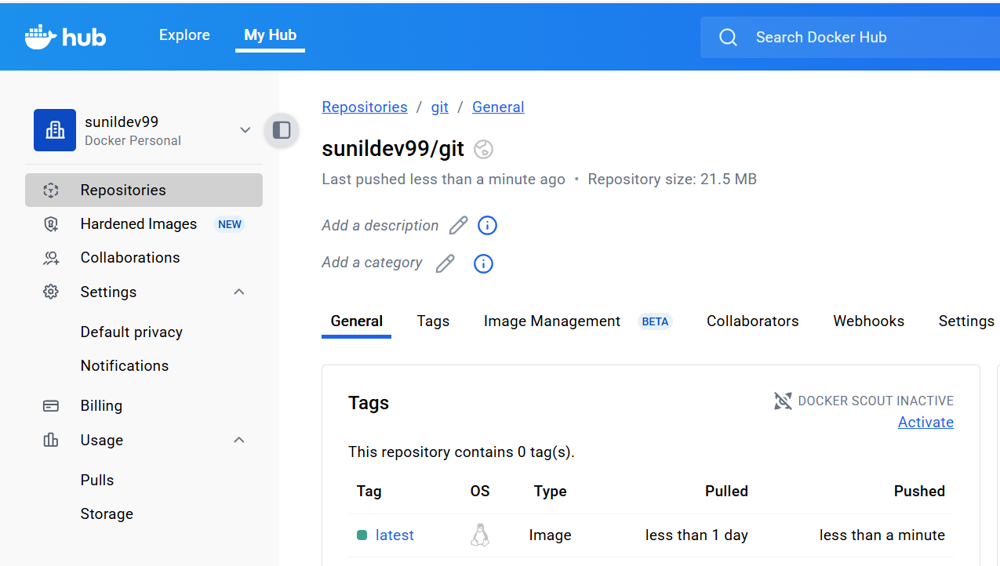 hub
Explore
My Hub
Search Docker Hub
sunildev99
Docker Personal
Repositories
Hardened Images NEW
Collaborations
Settings
Default privacy
Notifications
Billing
Usage
Pulls
Storage
Repositories / git / General
sunildev99/git
Last pushed less than a minute ago • Repository size: 21.5 MB
Add a description
Add a category
General Tags Image Management BETA Collaborators Webhooks Settings
Tags
DOCKER SCOUT INACTIVE
Activate
This repository contains 0 tag(s).
Tag OS Type Pulled Pushed
latest Image less than 1 day less than a minute